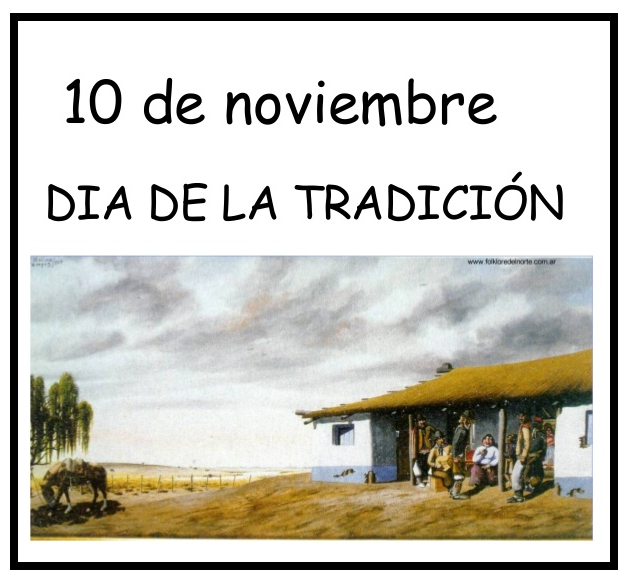 10 de noviembre
DIA DE LA TRADICIÓN
www.folkloredelnorte.com.ar